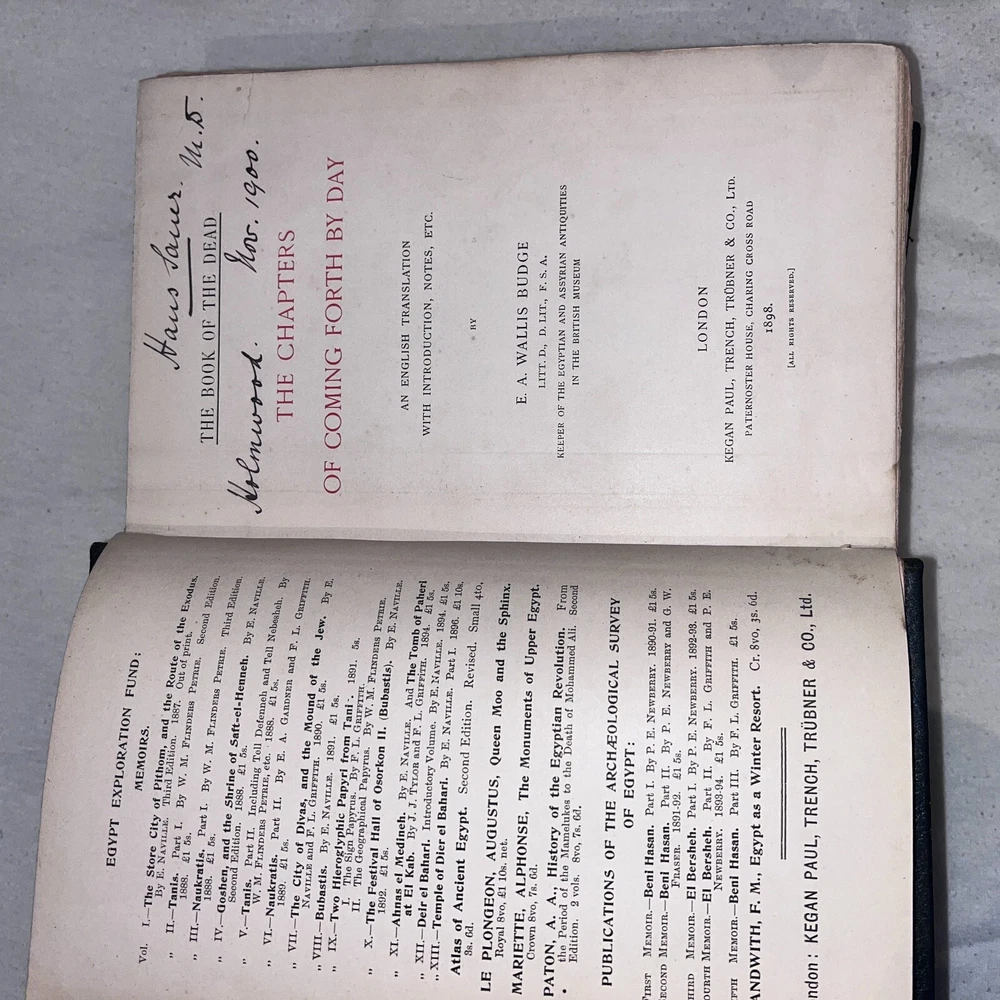 EGYPT EXPLORATION FUND:
MEMOIRS.
Vol. I.—The Store City of Pithom, and the Route of the Exodus.
By E. NAVILLE. Third Edition. 1887. Out of print.
„ II.—Tanis. Part I. By W. M. FLINDERS PETRIE. Second Edition.
1888. £1 5s.
„ III.—Naukratis. Part I. By W. M. FLINDERS PETRIE. Third Edition.
1888. £1 5s.
„ IV.—Goshen, and the Shrine of Saft-el-Henneh. By E. NAVILLE.
Second Edition. 1888. £1 5s.
„ V.—Tanis, Part II. Including Tell Defenneh and Tell Nebesheh. By
W. M. FLINDERS PETRIE, etc. 1888. £1 5s.
„ VI.—Naukratis. Part II. By E. A. GARDNER and F. L. GRIFFITH.
1889. £1 5s.
„ VII.—The City of Onias, and the Mound of the Jew. By E.
NAVILLE and F. L. GRIFFITH. 1890. £1 5s.
„ VIII.—Bubastis. By E. NAVILLE. 1891. £1 5s.
„ IX.—Two Hieroglyphic Papyri from Tanis. 1891. 5s.
I. The Sign Papyrus. By F. L. GRIFFITH.
II. The Geographical Papyrus. By W. M. FLINDERS PETRIE.
„ X.—The Festival Hall of Osorkon II. (Bubastis). By E. NAVILLE.
1892. £1 5s.
„ XI.—Ahnas el Medineh. By E. NAVILLE. And The Tomb of Paheri
at El Kab. By J. J. TYLOR and F. L. GRIFFITH. 1894. £1 5s.
„ XII.—Deir el Bahari. Introductory Volume. By E. NAVILLE. 1894. £1 5s.
„ XIII.—Temple of Dier el Bahari. By E. NAVILLE. Part I. 1896. £1 10s.
Atlas of Ancient Egypt. Second Edition. Revised. Small 4to,
3s. 6d.
LE PLONGEON, AUGUSTUS, Queen Moo and the Sphinx.
Royal 8vo, £1 10s. net.
MARIETTE, ALPHONSE, The Monuments of Upper Egypt.
Crown 8vo, 7s. 6d.
PATON, A. A., History of the Egyptian Revolution. From
the Period of the Mamelukes to the Death of Mohammed Ali. Second
Edition. 2 vols. 8vo, 7s. 6d.
PUBLICATIONS OF THE ARCHÆOLOGICAL SURVEY
OF EGYPT:
FIRST MEMOIR.—Beni Hasan. Part I. By P. E. NEWBERRY. 1890-91. £1 5s.
SECOND MEMOIR.—Beni Hasan. Part II. By P. E. NEWBERRY and G. W.
FRASER. 1891-92. £1 5s.
THIRD MEMOIR.—El Bersheh. Part I. By P. E. NEWBERRY. 1892-93. £1 5s.
FOURTH MEMOIR.—El Bersheh. Part II. By F. L. GRIFFITH and P. E.
NEWBERRY. 1893-94. £1 5s.
FIFTH MEMOIR.—Beni Hasan. Part III. By F. L. GRIFFITH. £1 5s.
SANDWITH, F. M., Egypt as a Winter Resort. Cr. 8vo, 3s. 6d.
London: KEGAN PAUL, TRENCH, TRÜBNER & CO., Ltd.
Hans Sauer. M.D.
THE BOOK OF THE DEAD
Holmwood. Nov. 1900.
THE CHAPTERS
OF COMING FORTH BY DAY
AN ENGLISH TRANSLATION
WITH INTRODUCTION, NOTES, ETC.
BY
E. A. WALLIS BUDGE
LITT. D., D. LIT., F. S. A.
KEEPER OF THE EGYPTIAN AND ASSYRIAN ANTIQUITIES
IN THE BRITISH MUSEUM
LONDON
KEGAN PAUL, TRENCH, TRÜBNER & CO., LTD.
PATERNOSTER HOUSE, CHARING CROSS ROAD
1898.
[ALL RIGHTS RESERVED.]